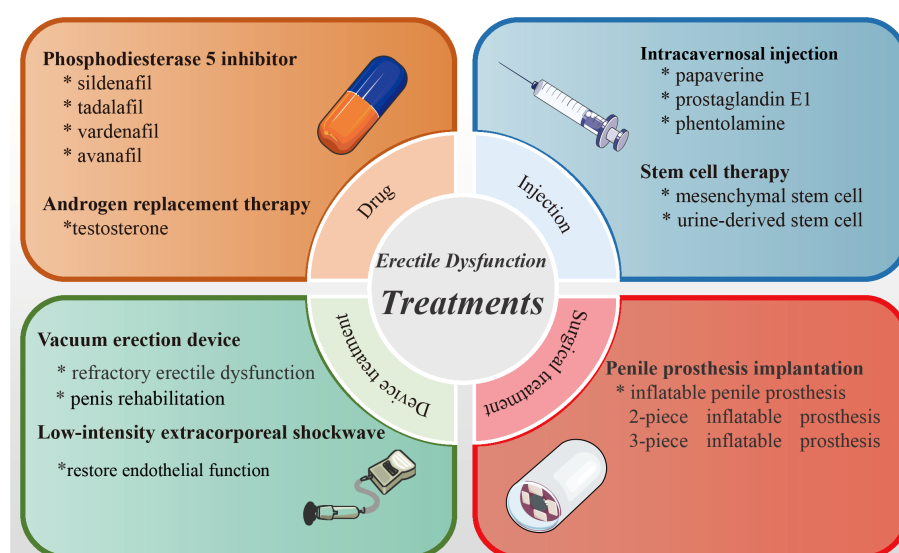 Phosphodiesterase 5 inhibitor
* sildenafil
* tadalafil
* vardenafil
* avanafil
Androgen replacement therapy
*testosterone
Drug
Intracavernosal injection
* papaverine
* prostaglandin E1
* phentolamine
Stem cell therapy
* mesenchymal stem cell
* urine-derived stem cell
Injection
Erectile Dysfunction
Treatments
Vacuum erection device
* refractory erectile dysfunction
* penis rehabilitation
Low-intensity extracorporeal shockwave
*restore endothelial function
Device treatment
Surgical treatment
Penile prosthesis implantation
* inflatable penile prosthesis
2-piece inflatable prosthesis
3-piece inflatable prosthesis